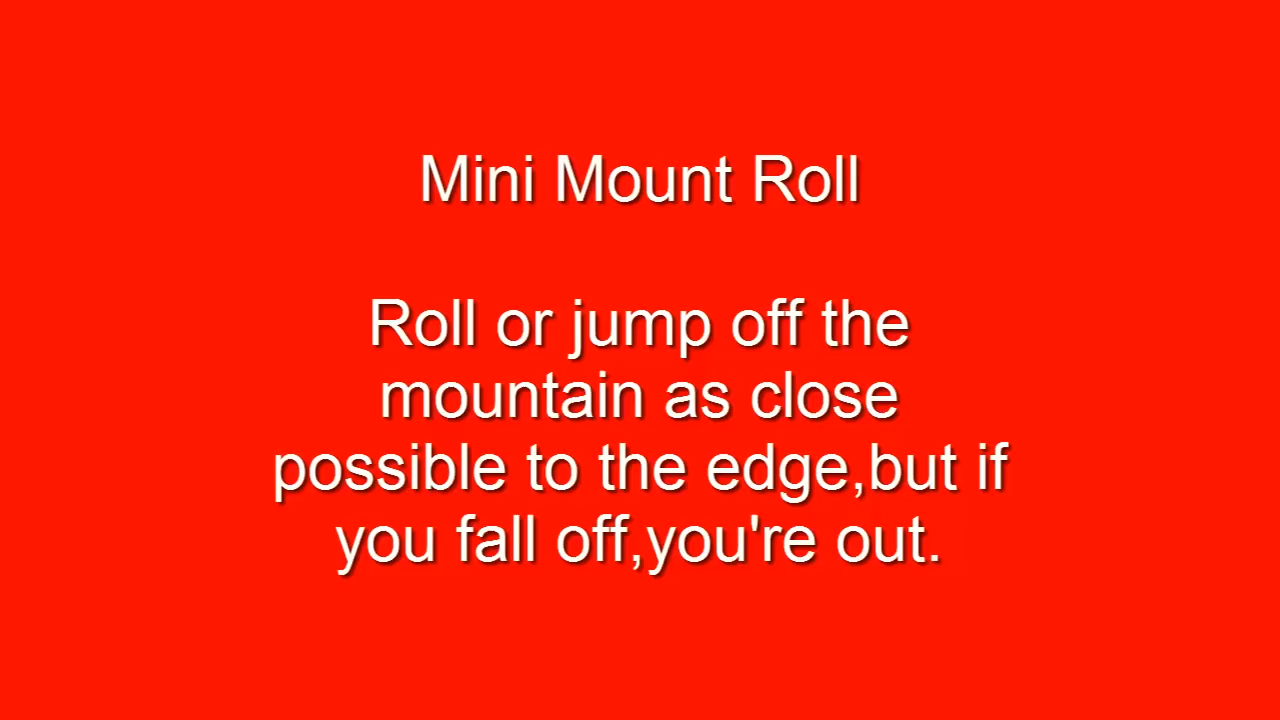 Mini Mount Roll
Roll or jump off the
mountain as close
possible to the edge,but if
you fall off,you're out.